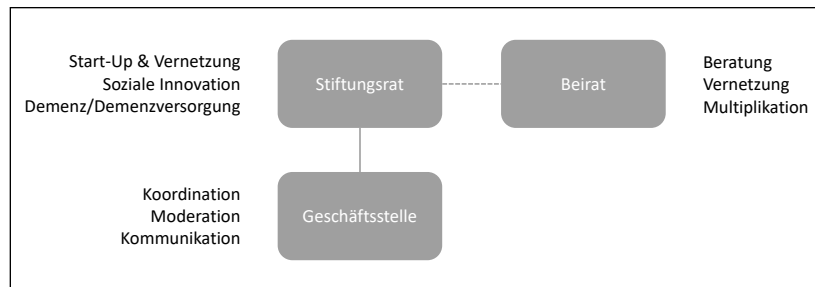 Start-Up & Vernetzung
Soziale Innovation
Demenz/Demenzversorgung
Stiftungsrat
Beirat
Beratung
Vernetzung
Multiplikation
Koordination
Moderation
Kommunikation
Geschäftsstelle